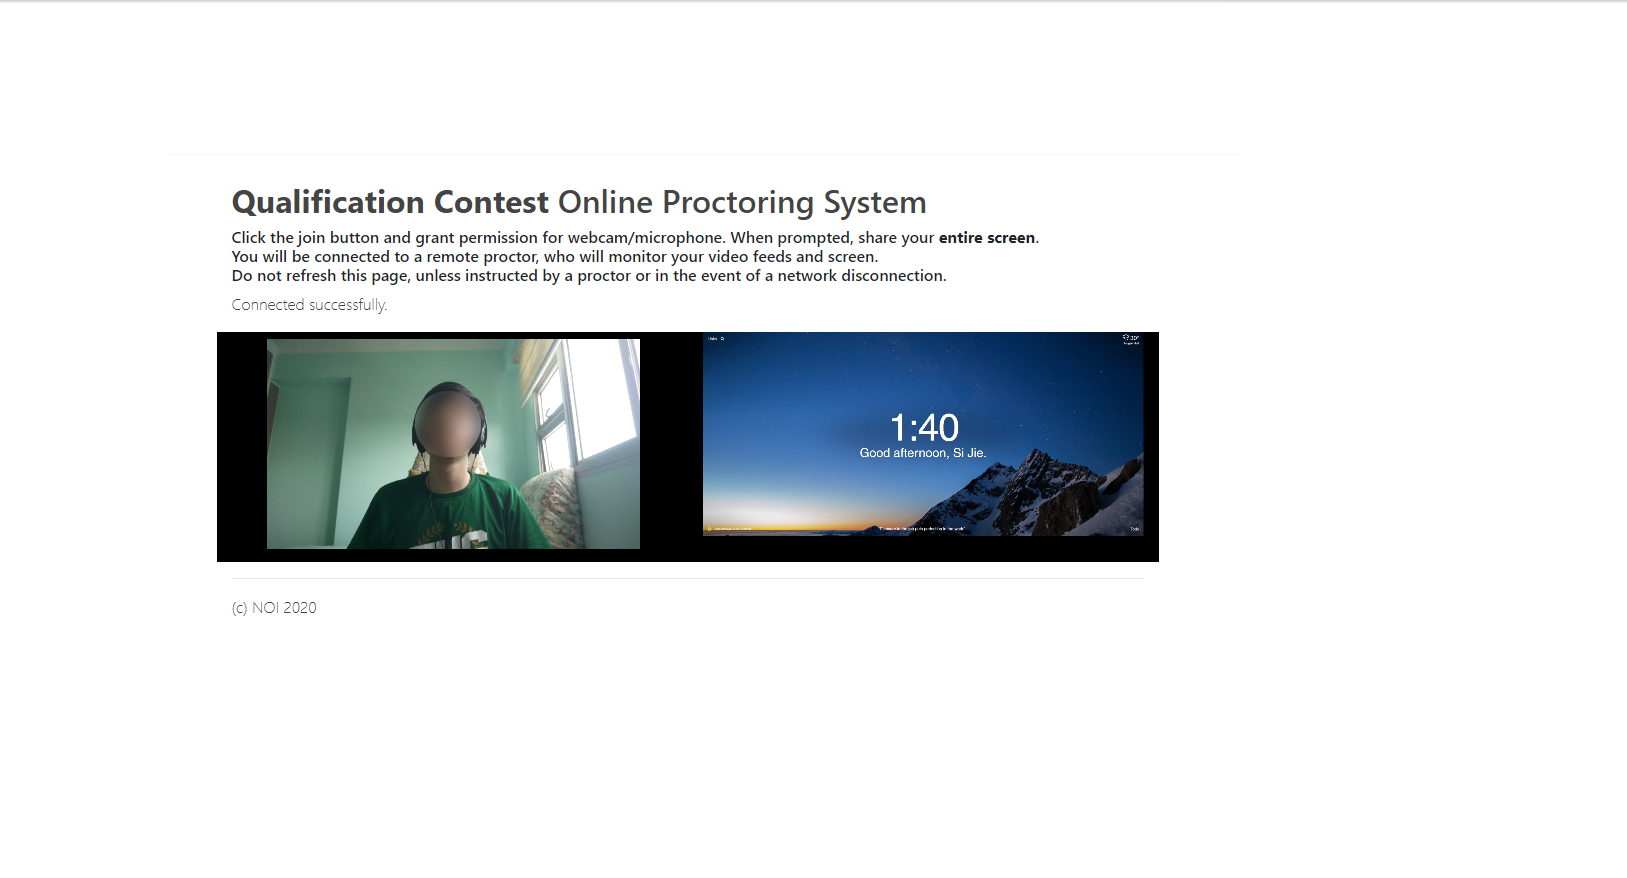 Qualification Contest Online Proctoring System
Click the join button and grant permission for webcam/microphone. When prompted, share your entire screen.
You will be connected to a remote proctor, who will monitor your video feeds and screen.
Do not refresh this page, unless instructed by a proctor or in the event of a network disconnection.
Connected successfully.
Links
30°
1:40
Good afternoon, Si Jie.
Todo
(c) NOI 2020